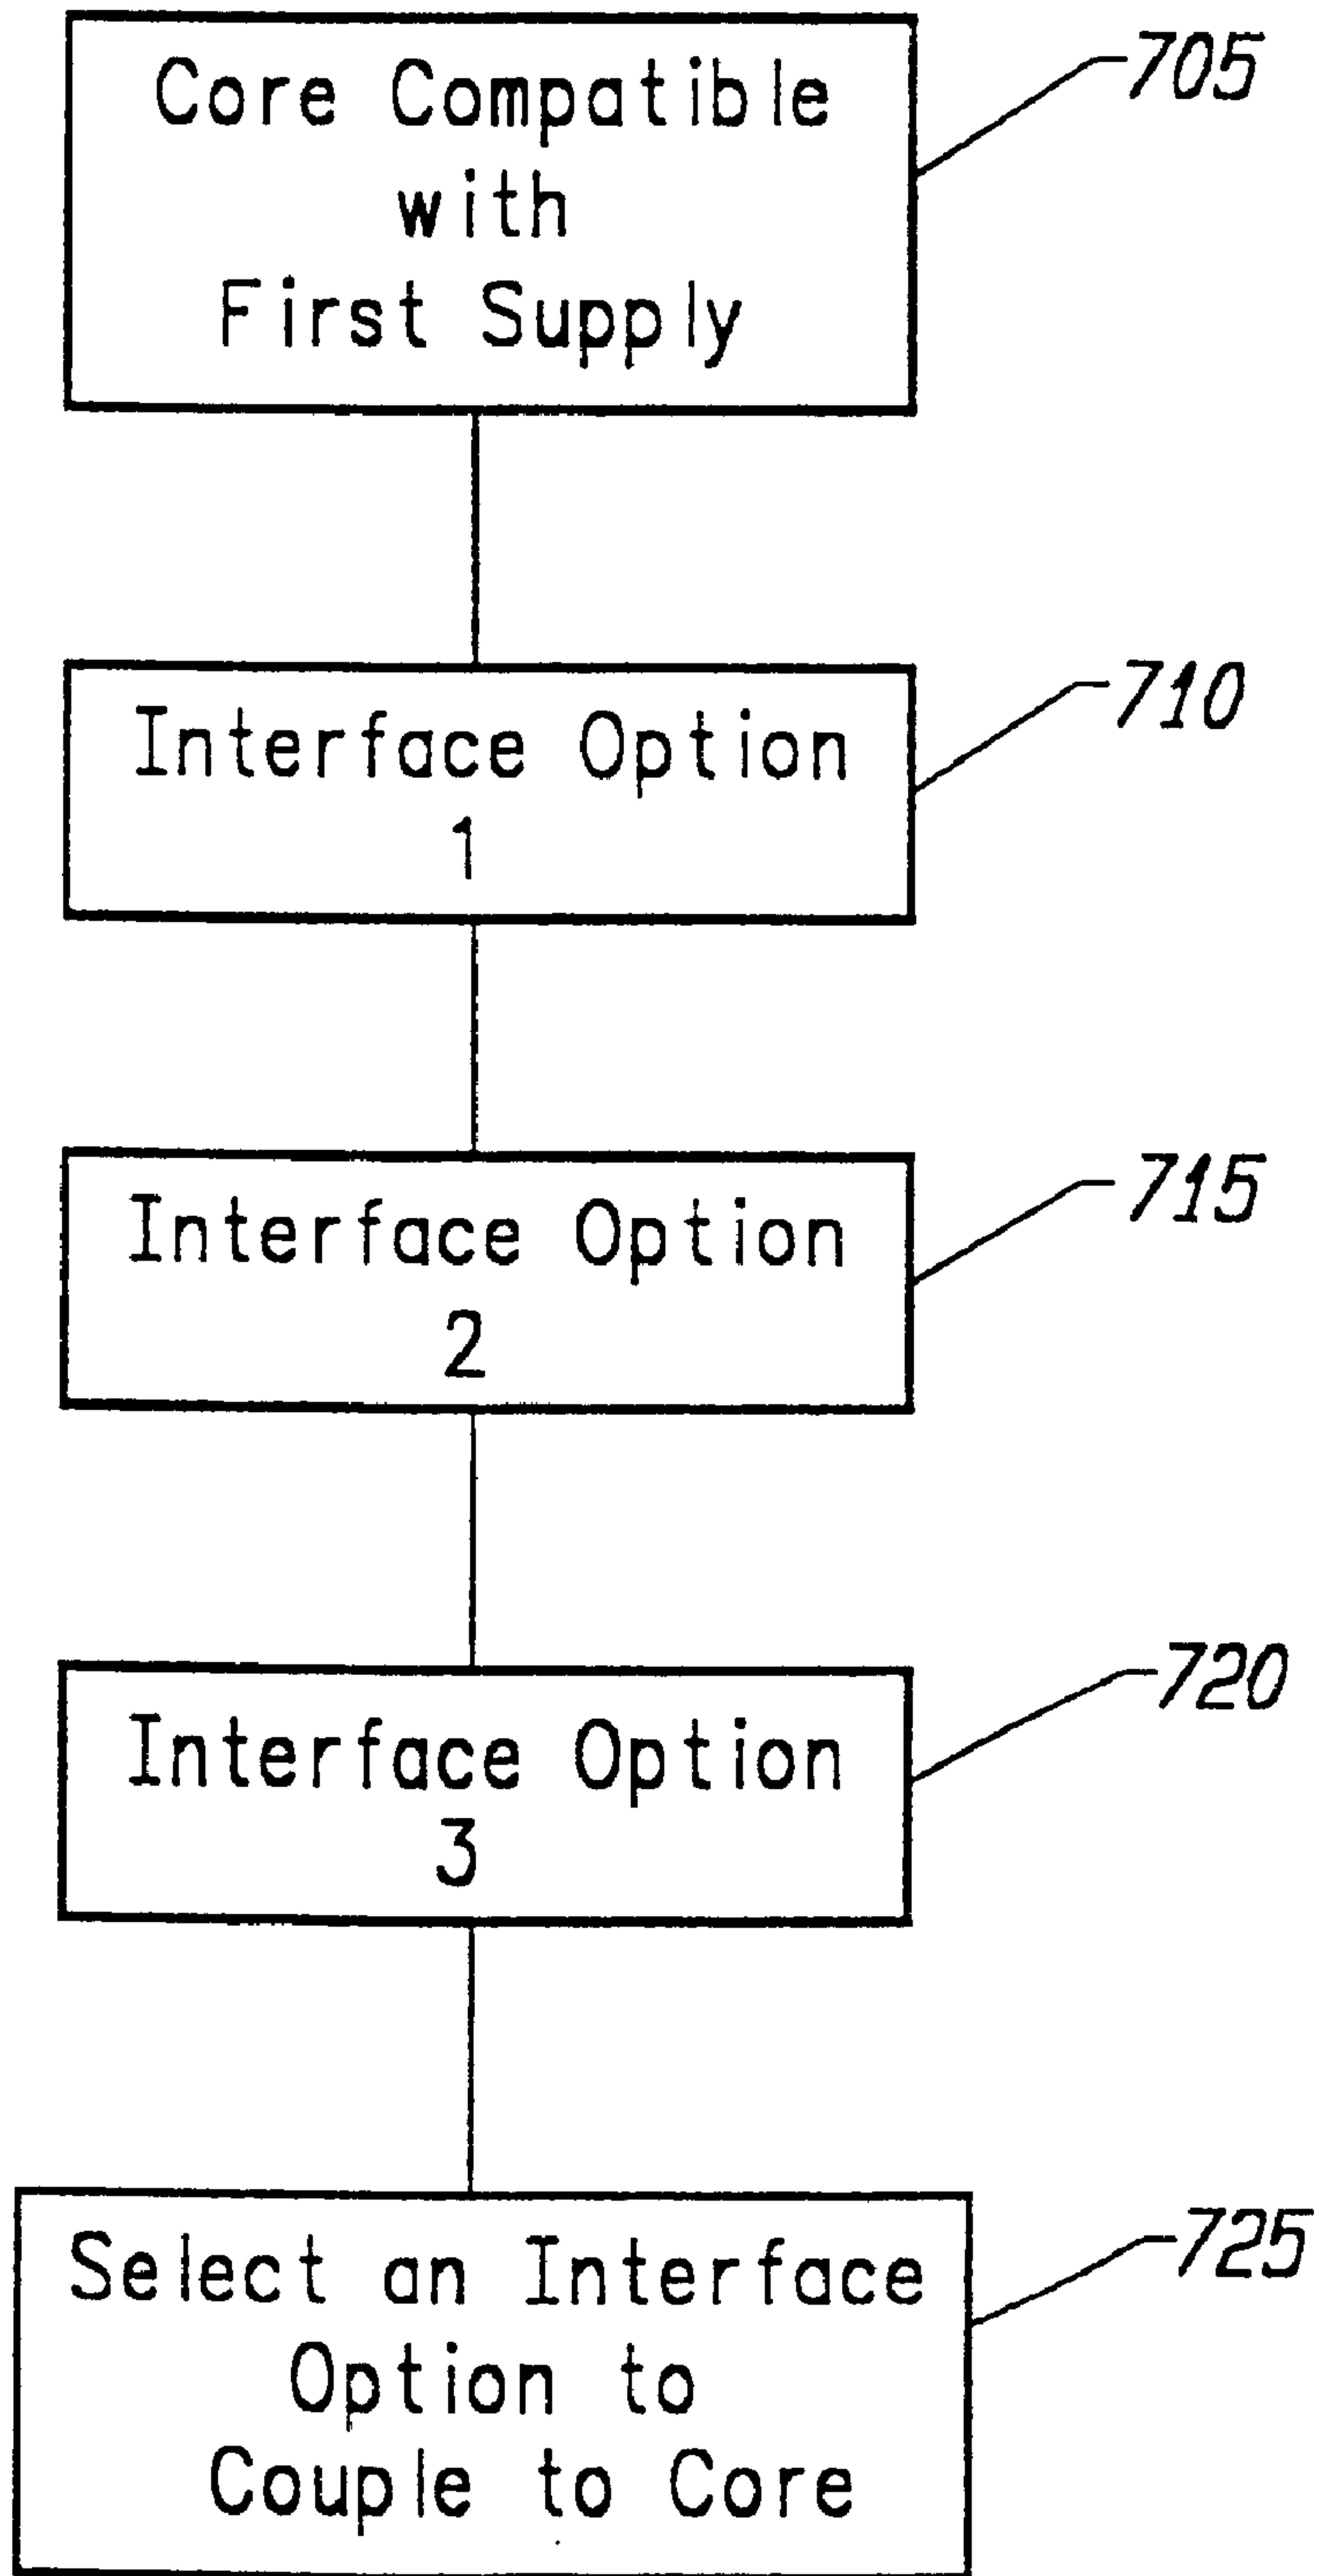 Core Compatible
with
First Supply
705
Interface Option
1
710
Interface Option
2
715
Interface Option
3
720
Select an Interface
Option to
Couple to Core
725